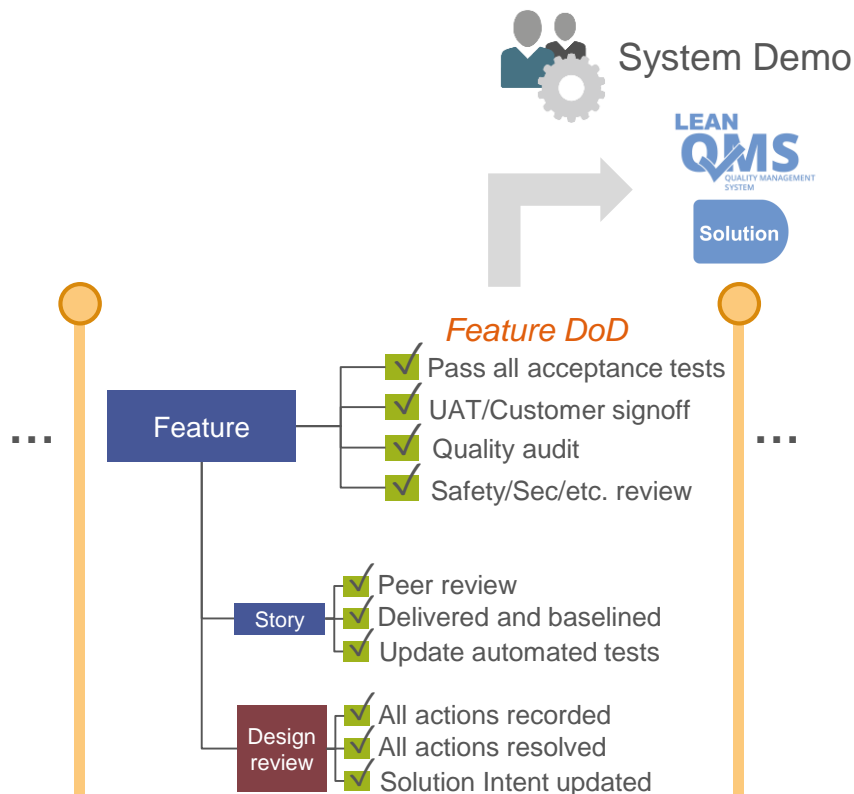 System Demo
LEAN
QMS
QUALITY MANAGEMENT
SYSTEM
Solution
Feature DoD
Pass all acceptance tests
Feature
UAT/Customer signoff
...
...
Quality audit
Safety/Sec/etc. review
Peer review
Story
Delivered and baselined
Update automated tests
Design
review
All actions recorded
All actions resolved
Solution Intent updated